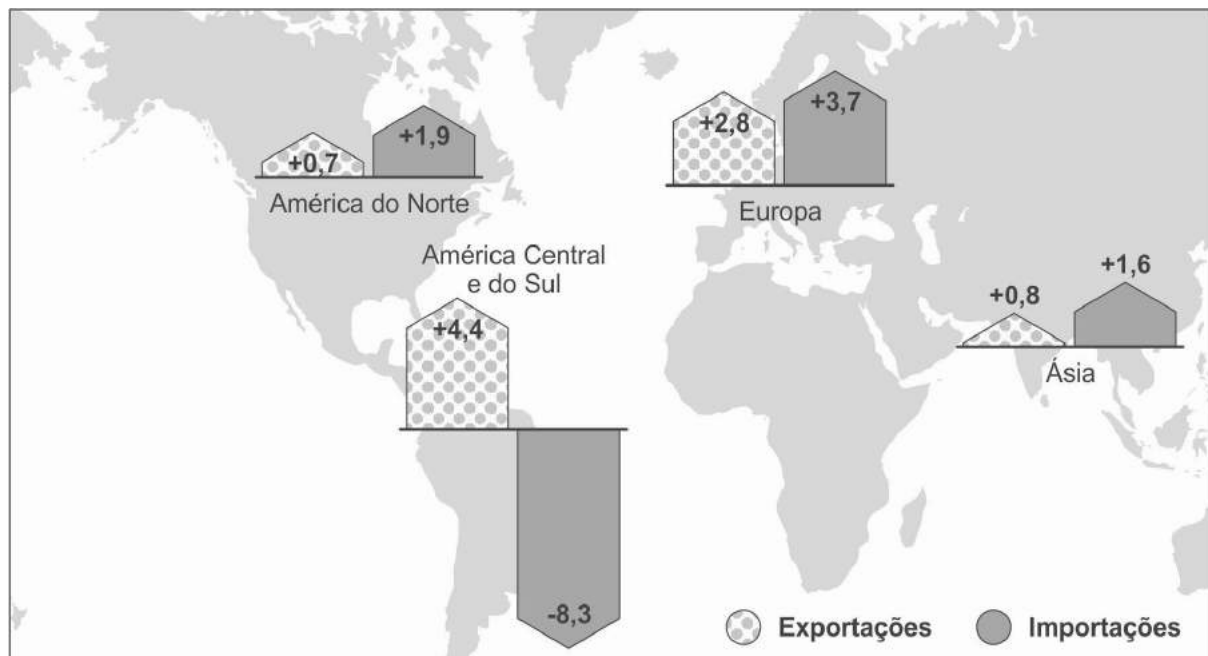 +0,7
+1,9
América do Norte
+2,8
+3,7
Europa
América Central
e do Sul
+4,4
-8,3
+0,8
+1,6
Ásia
Exportações
Importações